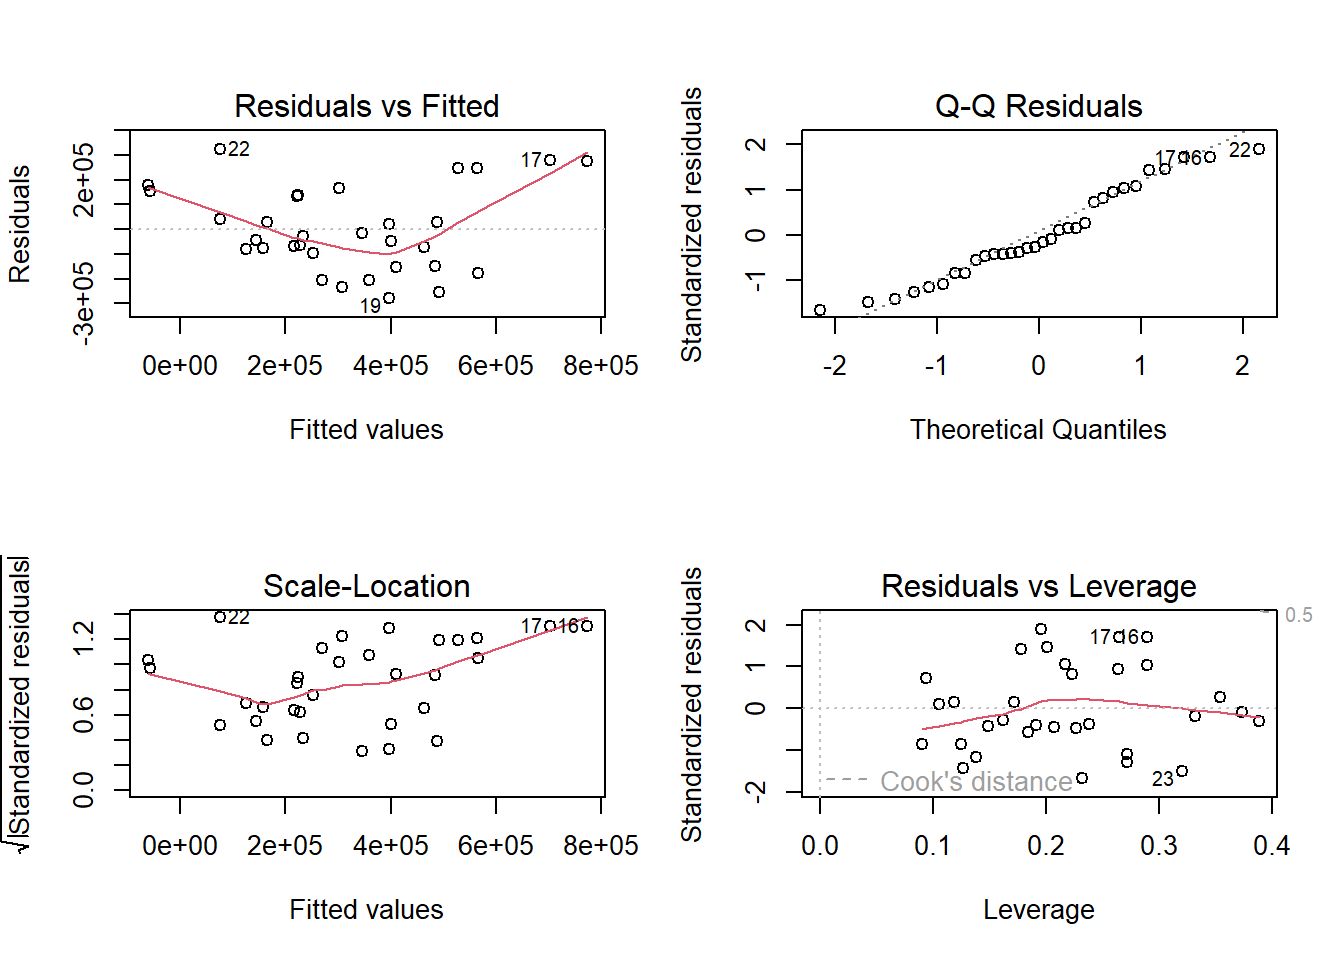 Residuals vs Fitted
Residuals
2e+05
-3e+05
22
17
19
0e+00 2e+05 4e+05 6e+05 8e+05
Fitted values
Q-Q Residuals
Standardized residuals
2
1
0
-1
17
16
22
-2 -1 0 1 2
Theoretical Quantiles
Scale-Location
√|Standardized residuals|
1.2
0.6
0.0
22
17
16
0e+00 2e+05 4e+05 6e+05 8e+05
Fitted values
Residuals vs Leverage
Standardized residuals
2
1
0
-2
17
16
23
0.5
Cook's distance
0.0 0.1 0.2 0.3 0.4
Leverage